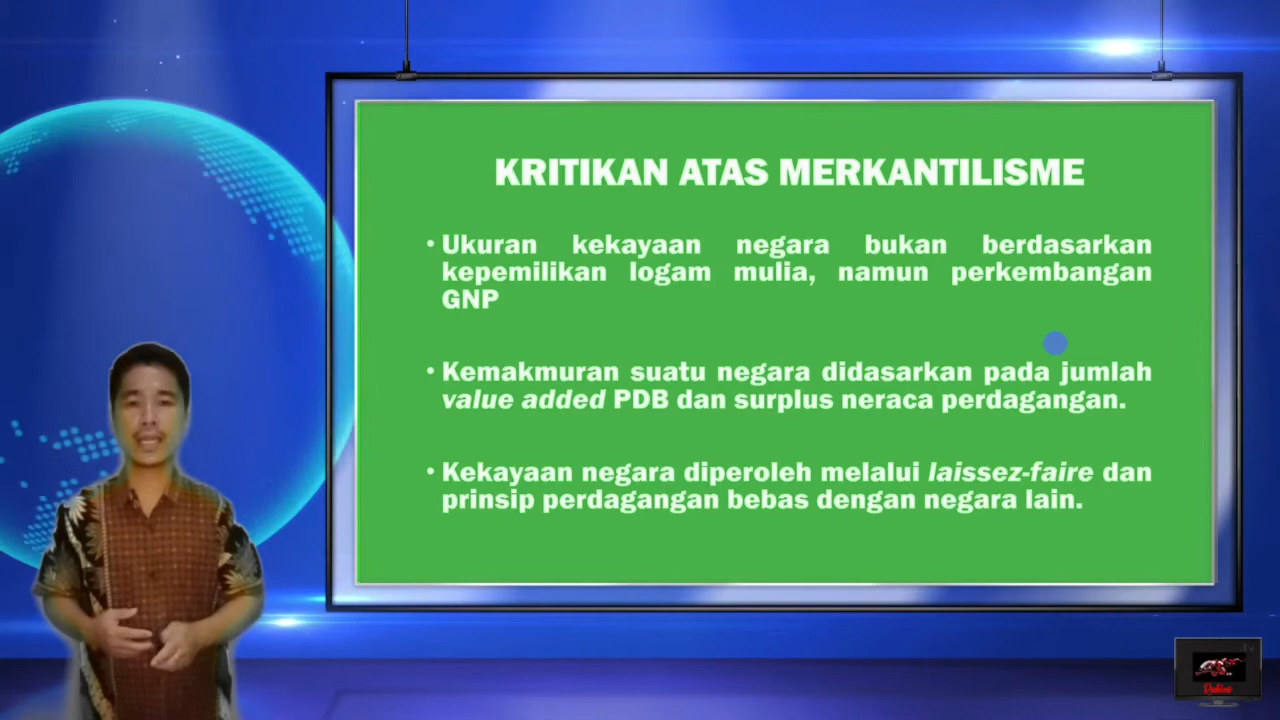 KRITIKAN ATAS MERKANTILISME
• Ukuran kekayaan negara bukan berdasarkan
kepemilikan logam mulia, namun perkembangan
GNP
• Kemakmuran suatu negara didasarkan pada jumlah
value added PDB dan surplus neraca perdagangan.
• Kekayaan negara diperoleh melalui laissez-faire dan
prinsip perdagangan bebas dengan negara lain.